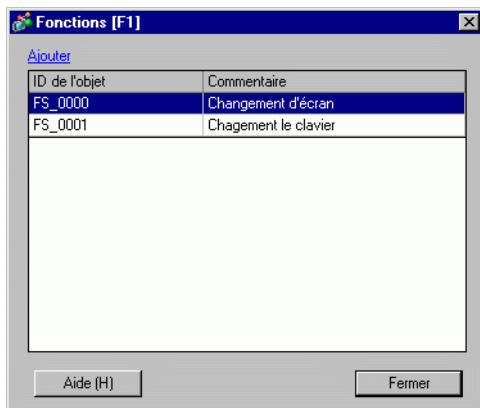 Fonctions [F1]
Ajouter
ID de l'objet Commentaire
FS_0000 Changement d'écran
FS_0001 Chagement le clavier
Aide (H) Fermer